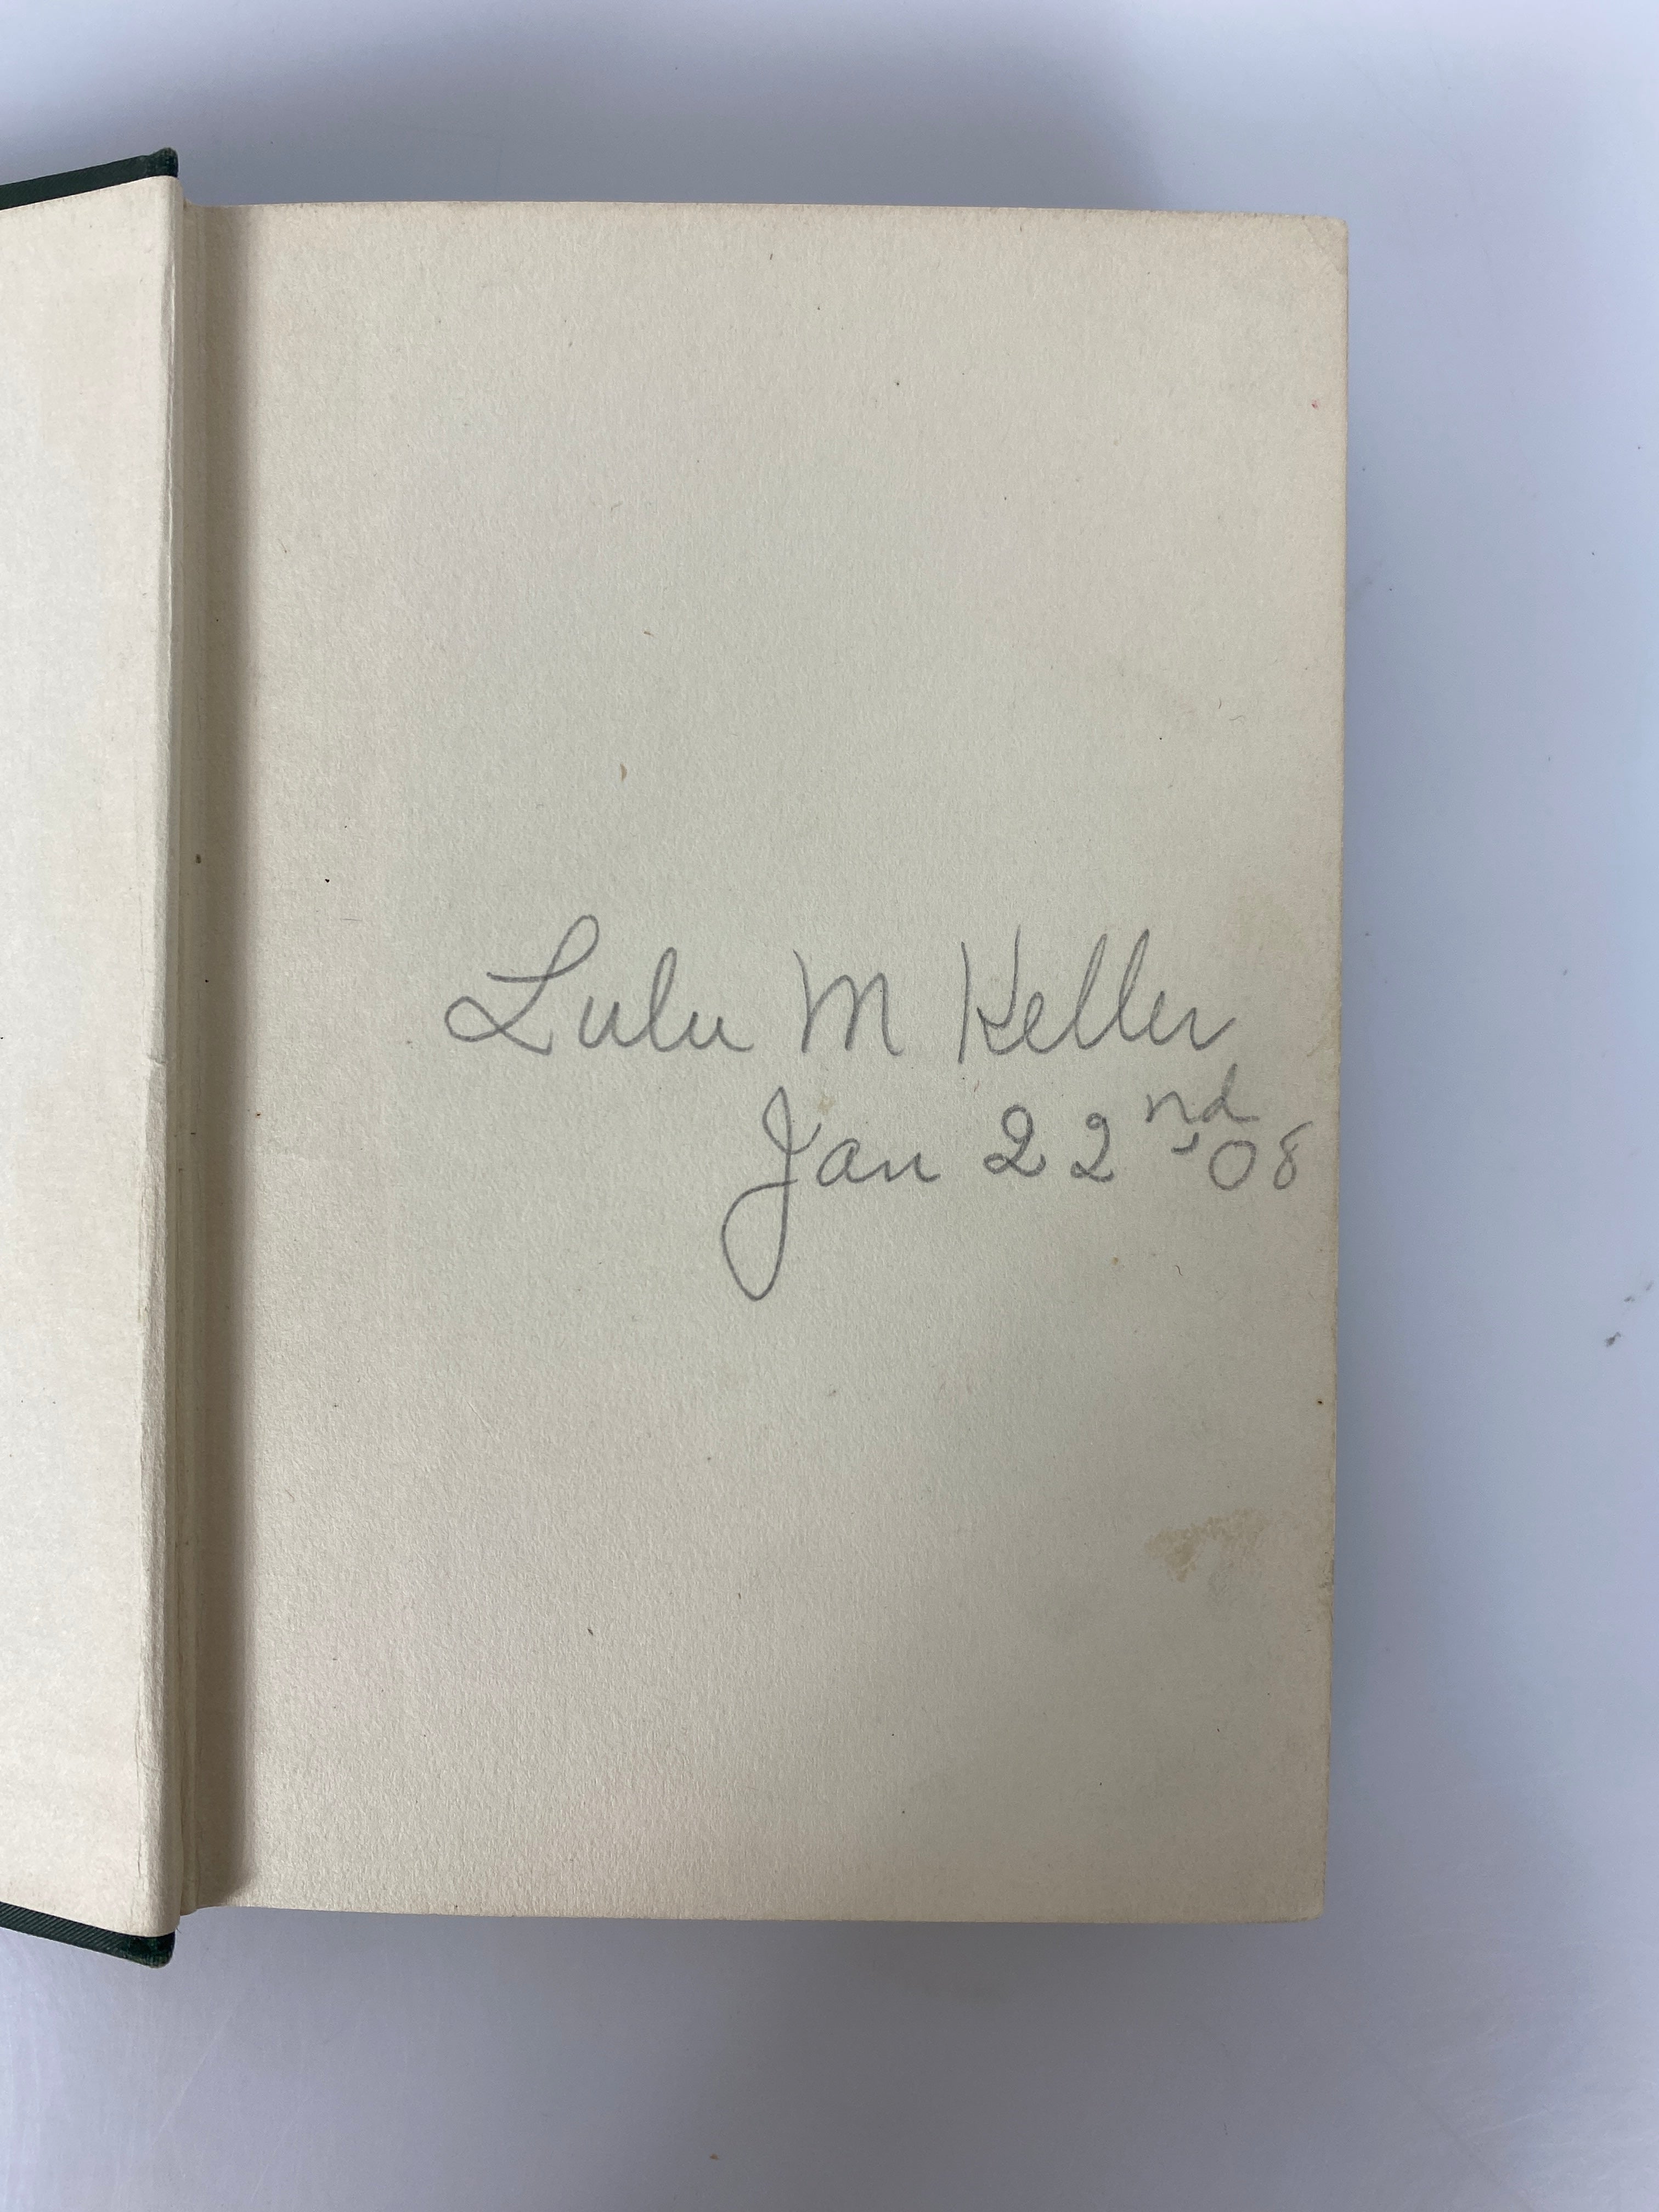 Lulu M Keller
Jan 22nd '08